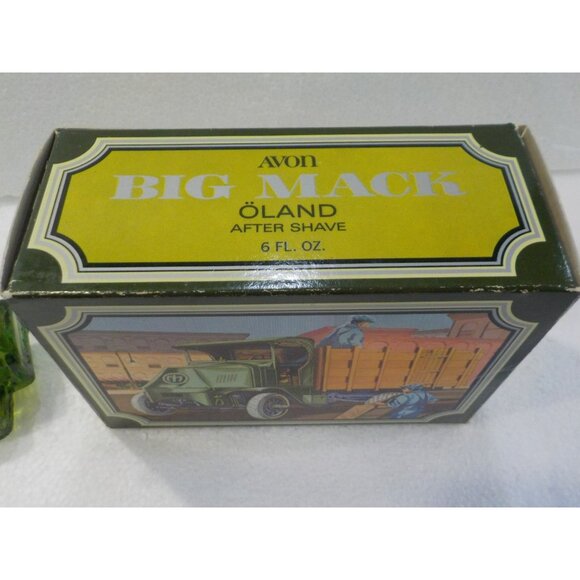 AVON
BIG MACK
ÖLAND
AFTER SHAVE
6 FL. OZ.